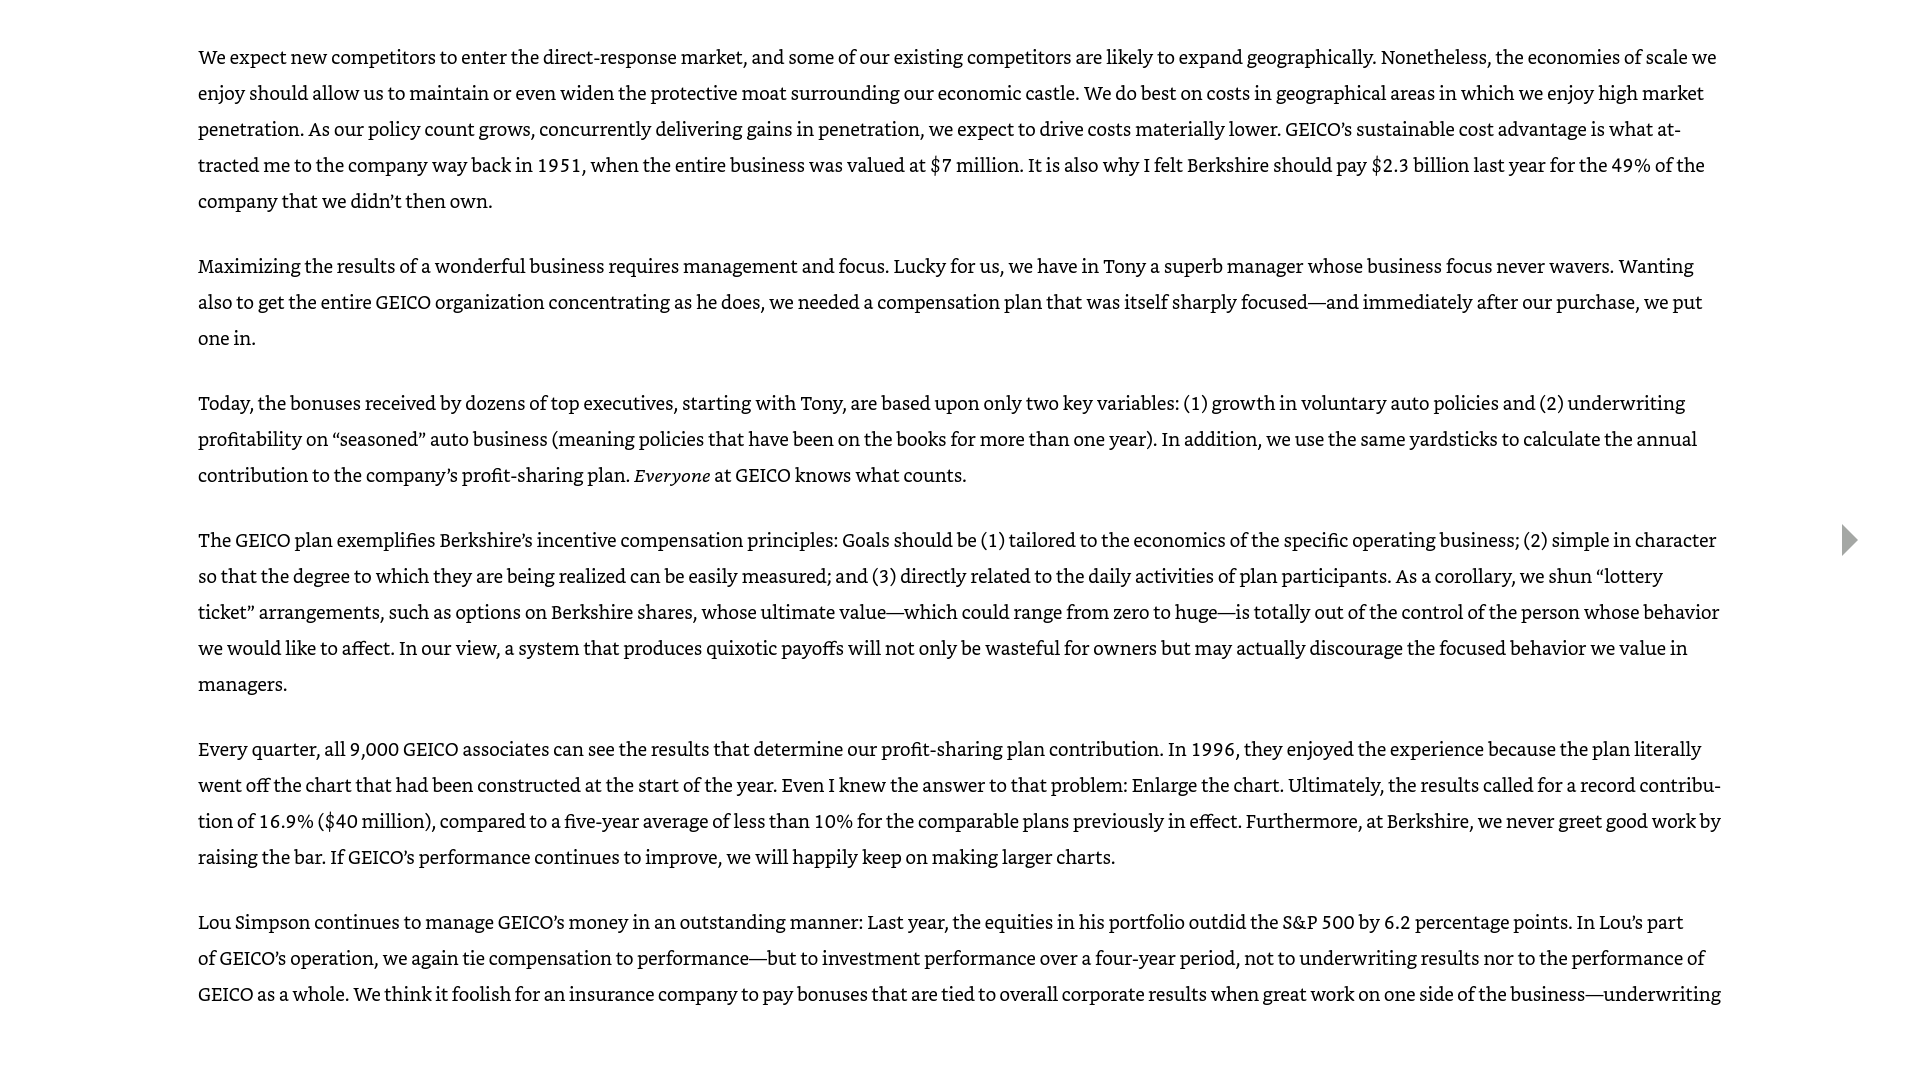 We expect new competitors to enter the direct-response market, and some of our existing competitors are likely to expand geographically. Nonetheless, the economies of scale we
enjoy should allow us to maintain or even widen the protective moat surrounding our economic castle. We do best on costs in geographical areas in which we enjoy high market
penetration. As our policy count grows, concurrently delivering gains in penetration, we expect to drive costs materially lower. GEICO’s sustainable cost advantage is what at-
tracted me to the company way back in 1951, when the entire business was valued at $7 million. It is also why I felt Berkshire should pay $2.3 billion last year for the 49% of the
company that we didn’t then own.
Maximizing the results of a wonderful business requires management and focus. Lucky for us, we have in Tony a superb manager whose business focus never wavers. Wanting
also to get the entire GEICO organization concentrating as he does, we needed a compensation plan that was itself sharply focused—and immediately after our purchase, we put
one in.
Today, the bonuses received by dozens of top executives, starting with Tony, are based upon only two key variables: (1) growth in voluntary auto policies and (2) underwriting
profitability on “seasoned” auto business (meaning policies that have been on the books for more than one year). In addition, we use the same yardsticks to calculate the annual
contribution to the company’s profit-sharing plan. Everyone at GEICO knows what counts.
The GEICO plan exemplifies Berkshire’s incentive compensation principles: Goals should be (1) tailored to the economics of the specific operating business; (2) simple in character
so that the degree to which they are being realized can be easily measured; and (3) directly related to the daily activities of plan participants. As a corollary, we shun “lottery
ticket” arrangements, such as options on Berkshire shares, whose ultimate value—which could range from zero to huge—is totally out of the control of the person whose behavior
we would like to affect. In our view, a system that produces quixotic payoffs will not only be wasteful for owners but may actually discourage the focused behavior we value in
managers.
Every quarter, all 9,000 GEICO associates can see the results that determine our profit-sharing plan contribution. In 1996, they enjoyed the experience because the plan literally
went off the chart that had been constructed at the start of the year. Even I knew the answer to that problem: Enlarge the chart. Ultimately, the results called for a record contribu-
tion of 16.9% ($40 million), compared to a five-year average of less than 10% for the comparable plans previously in effect. Furthermore, at Berkshire, we never greet good work by
raising the bar. If GEICO’s performance continues to improve, we will happily keep on making larger charts.
Lou Simpson continues to manage GEICO’s money in an outstanding manner: Last year, the equities in his portfolio outdid the S&P 500 by 6.2 percentage points. In Lou’s part
of GEICO’s operation, we again tie compensation to performance—but to investment performance over a four-year period, not to underwriting results nor to the performance of
GEICO as a whole. We think it foolish for an insurance company to pay bonuses that are tied to overall corporate results when great work on one side of the business—underwriting